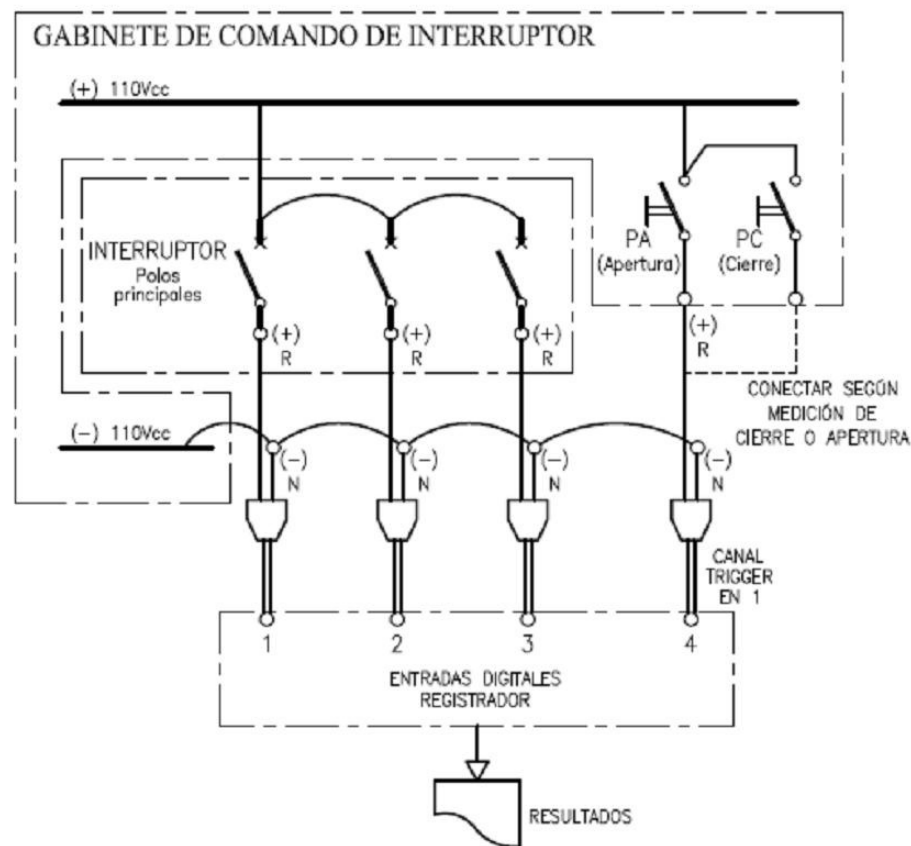 GABINETE DE COMANDO DE INTERRUPTOR
(+) 110Vcc
INTERRUPTOR
Polos
principales
PA
(Apertura)
PC
(Cierre)
(+)
R
(+)
R
(+)
R
(+)
R
CONECTAR SEGÚN
MEDICIÓN DE
CIERRE O APERTURA
(-) 110Vcc
(-)
N
(-)
N
(-)
N
(-)
N
CANAL
TRIGGER
EN 1
1
2
3
4
ENTRADAS DIGITALES
REGISTRADOR
RESULTADOS